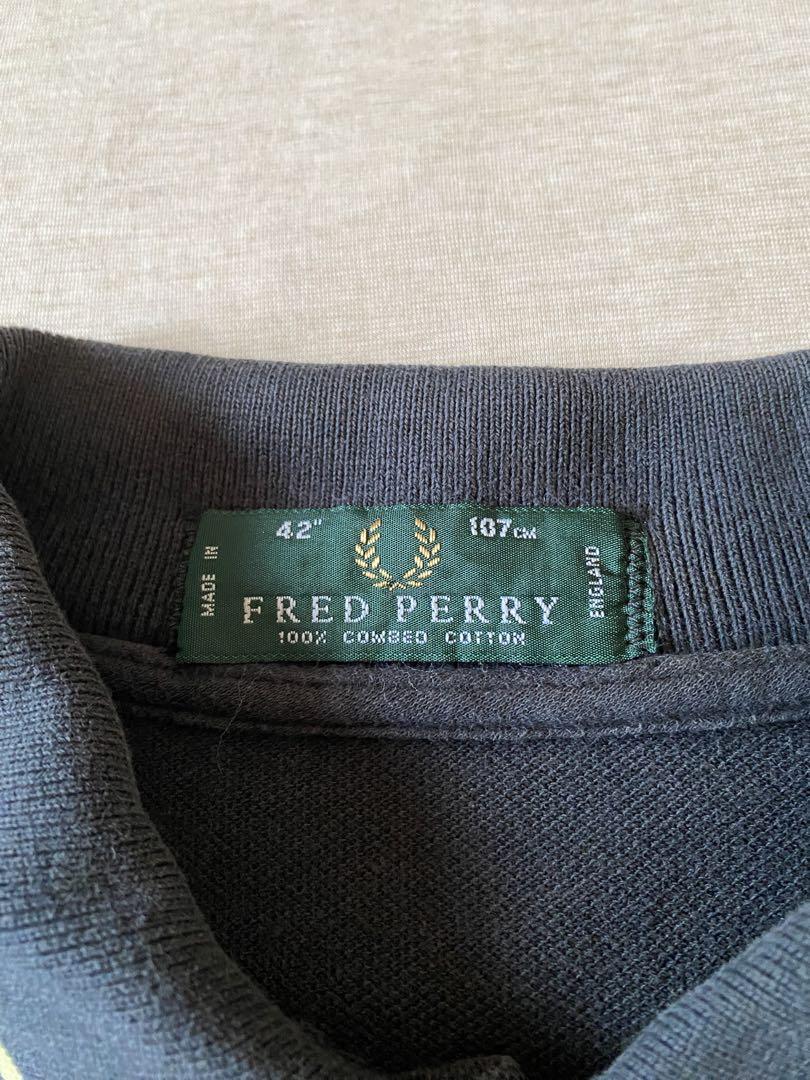 42" 107CM
MADE IN
FRED PERRY
ENGLAND
100% COMBED COTTON